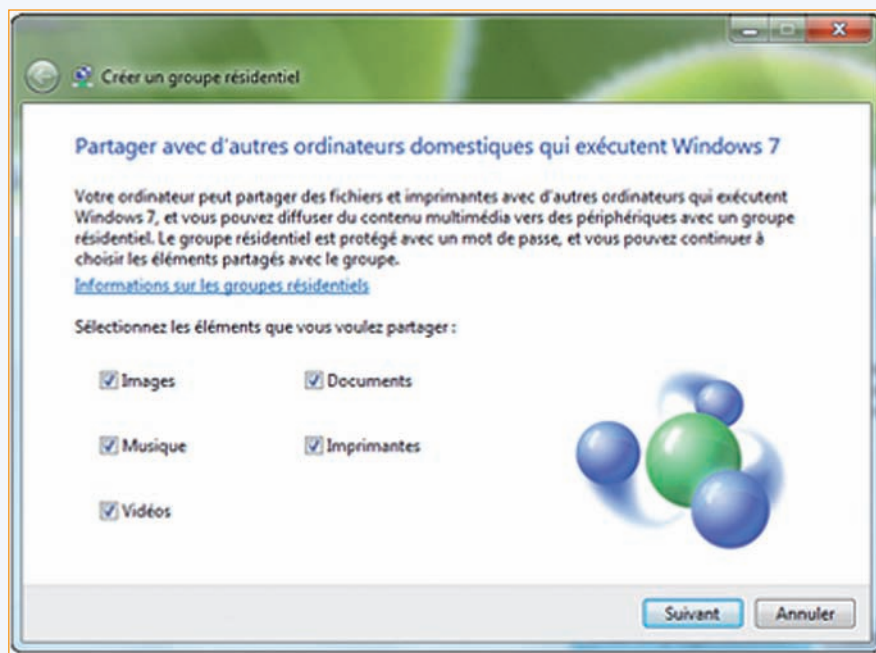 Créer un groupe résidentiel
Partager avec d'autres ordinateurs domestiques qui exécutent Windows 7
Votre ordinateur peut partager des fichiers et imprimantes avec d'autres ordinateurs qui exécutent
Windows 7, et vous pouvez diffuser du contenu multimédia vers des périphériques avec un groupe
résidentiel. Le groupe résidentiel est protégé avec un mot de passe, et vous pouvez continuer à
choisir les éléments partagés avec le groupe.
Informations sur les groupes résidentiels
Sélectionnez les éléments que vous voulez partager :
Images Documents
Musique Imprimantes
Vidéos
Suivant Annuler